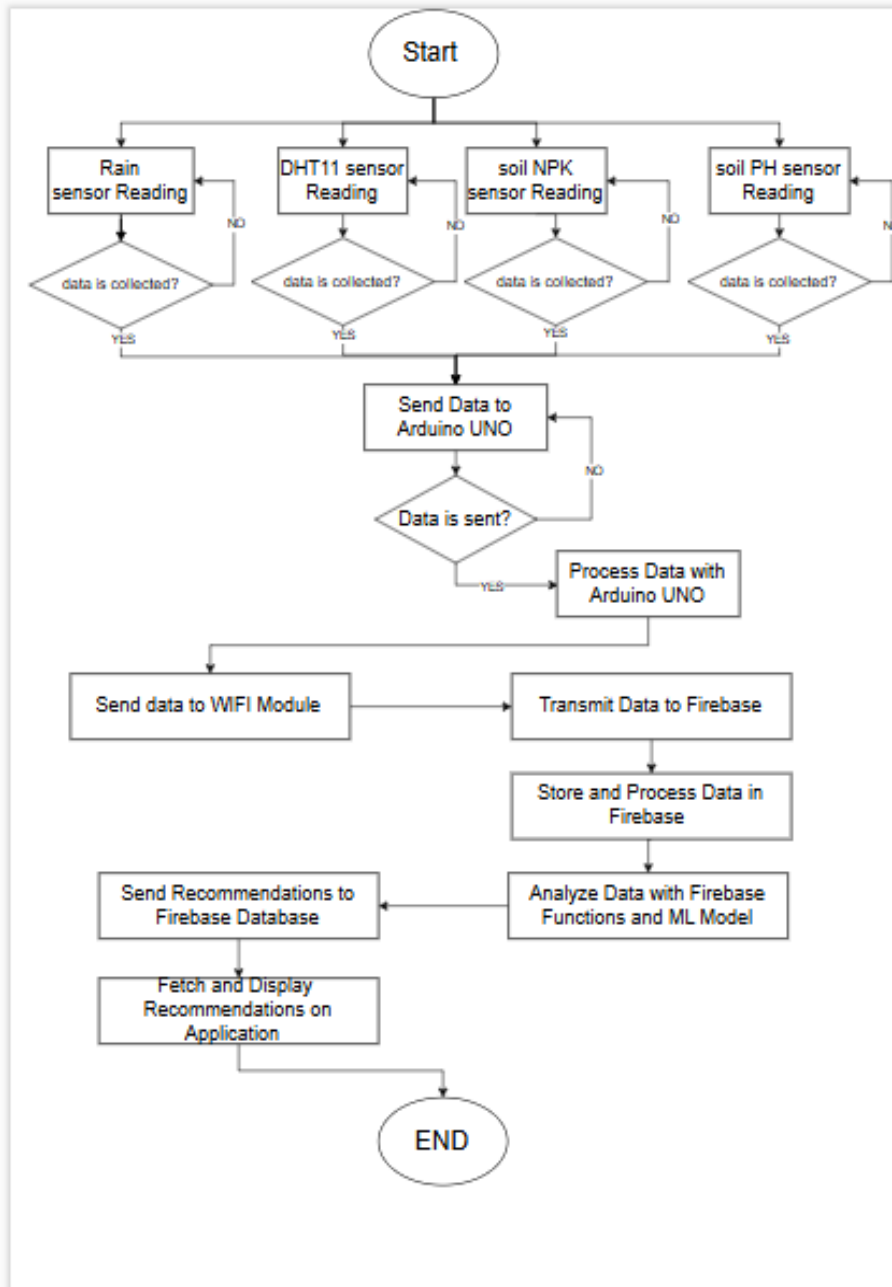 Start
Rain
sensor Reading
DHT11 sensor
Reading
soil NPK
sensor Reading
soil PH sensor
Reading
NO
NO
NO
data is collected?
data is collected?
data is collected?
data is collected?
YES
YES
YES
YES
Send Data to
Arduino UNO
NO
Data is sent?
YES
Process Data with
Arduino UNO
Send data to WIFI Module
Transmit Data to Firebase
Store and Process Data in
Firebase
Send Recommendations to
Firebase Database
Analyze Data with Firebase
Functions and ML Model
Fetch and Display
Recommendations on
Application
END